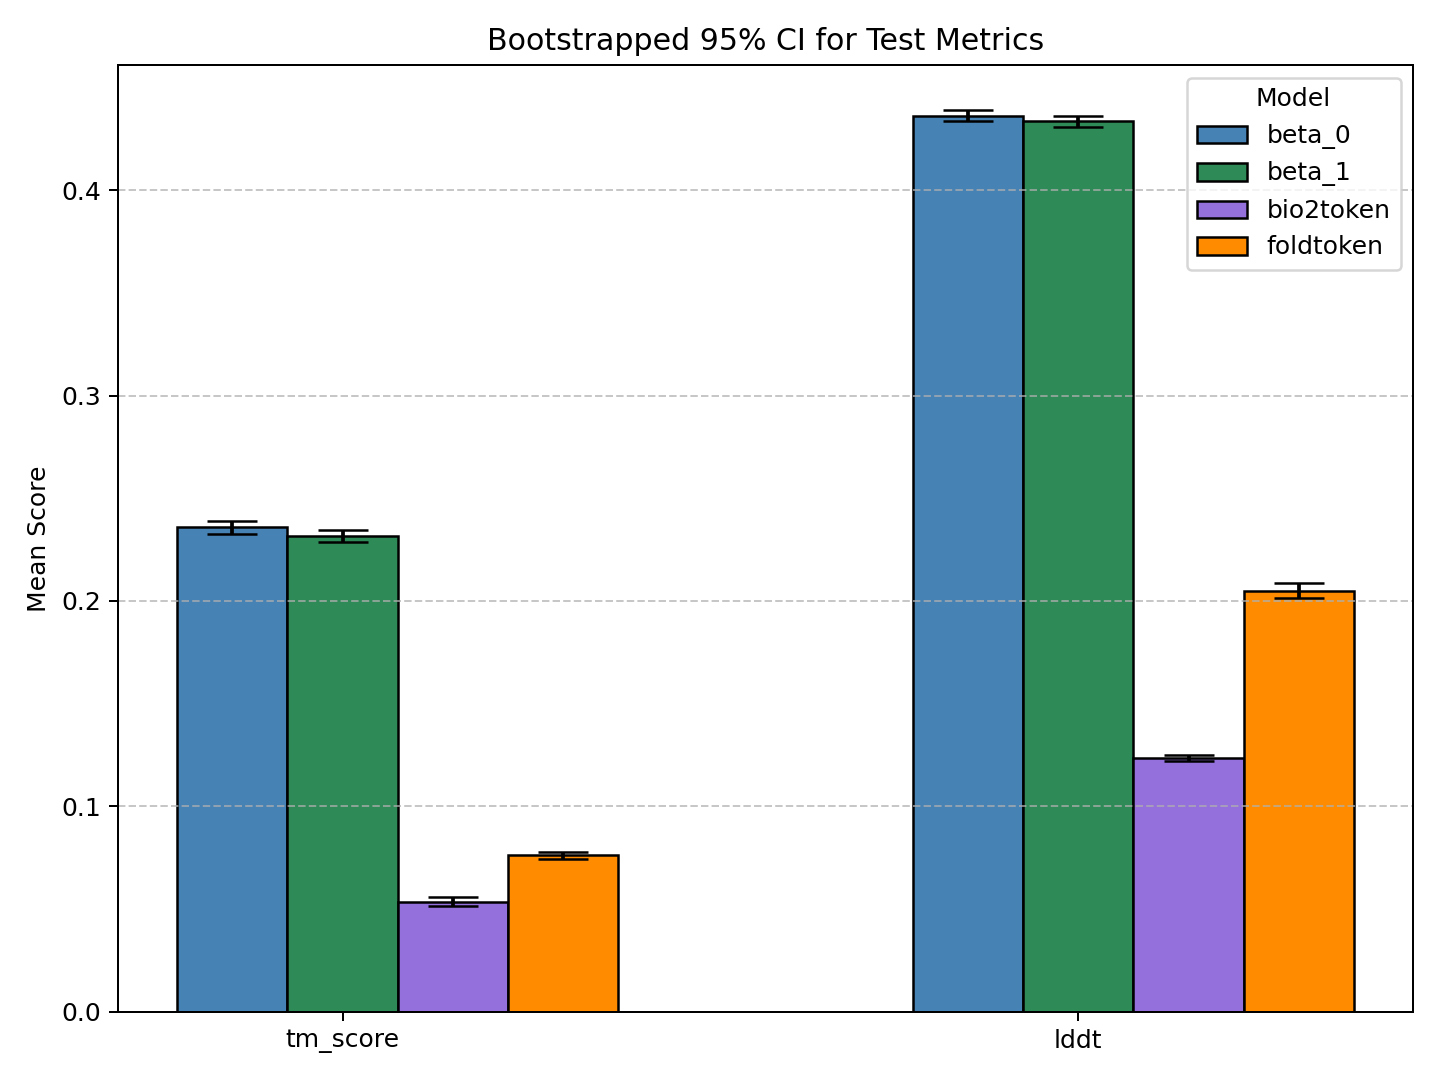 Bootstrapped 95% CI for Test Metrics
Model
beta_0
beta_1
bio2token
foldtoken
Mean Score
0.4
0.3
0.2
0.1
0.0
tm_score
lddt